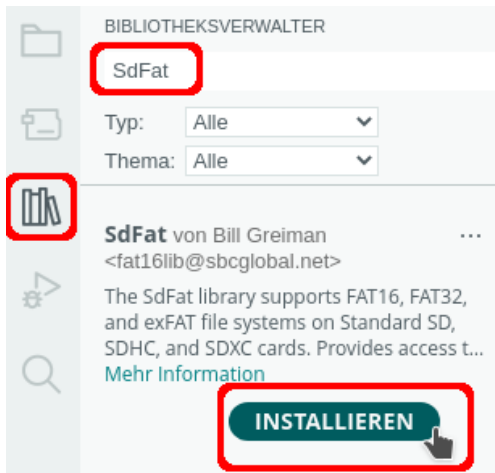 BIBLIOTHEKSVERWALTER
SdFat
Typ: Alle
Thema: Alle
SdFat von Bill Greiman
<fat16lib@sbcglobal.net>
The SdFat library supports FAT16, FAT32,
and exFAT file systems on Standard SD,
SDHC, and SDXC cards. Provides access t...
Mehr Information
INSTALLIEREN